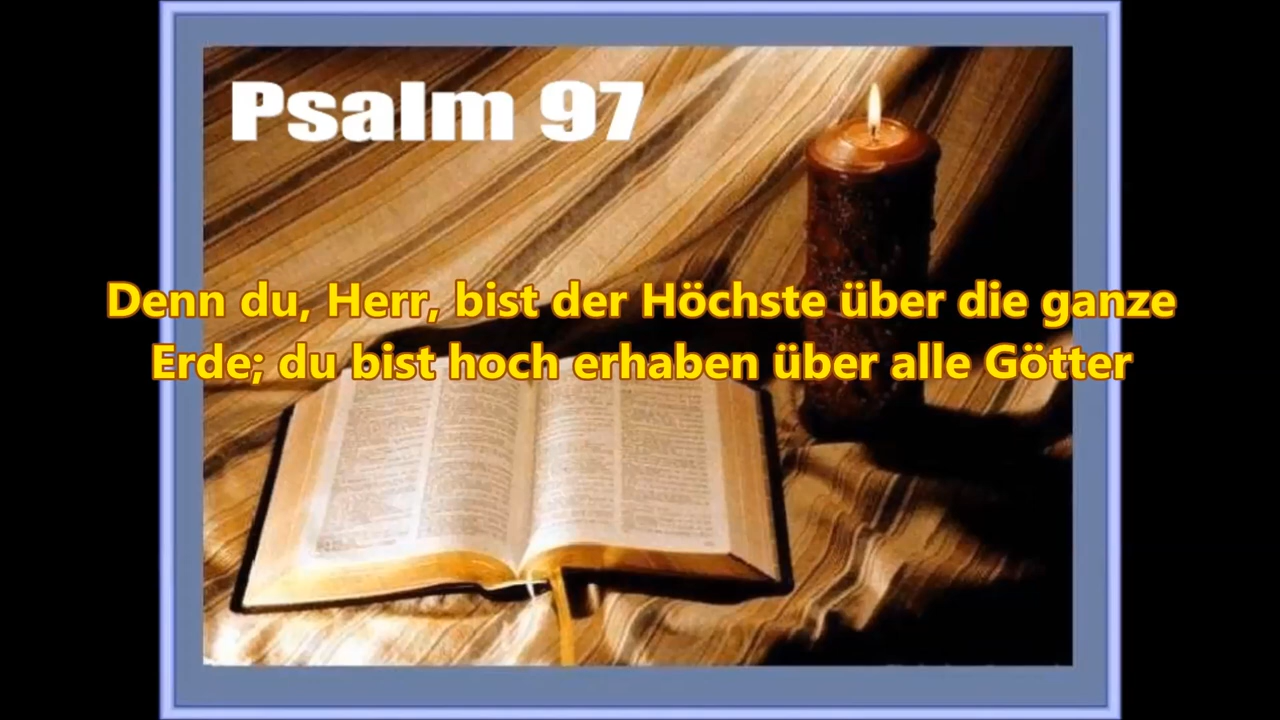 Psalm 97
Denn du, Herr, bist der Höchste über die ganze
Erde; du bist hoch erhaben über alle Götter